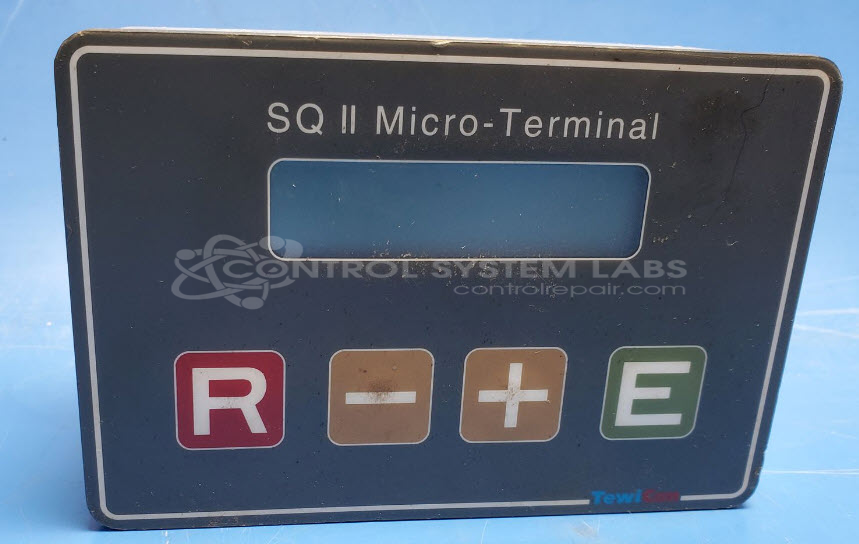 SQ II Micro-Terminal
CONTROL SYSTEM LABS
controlrepair.com
R - + E